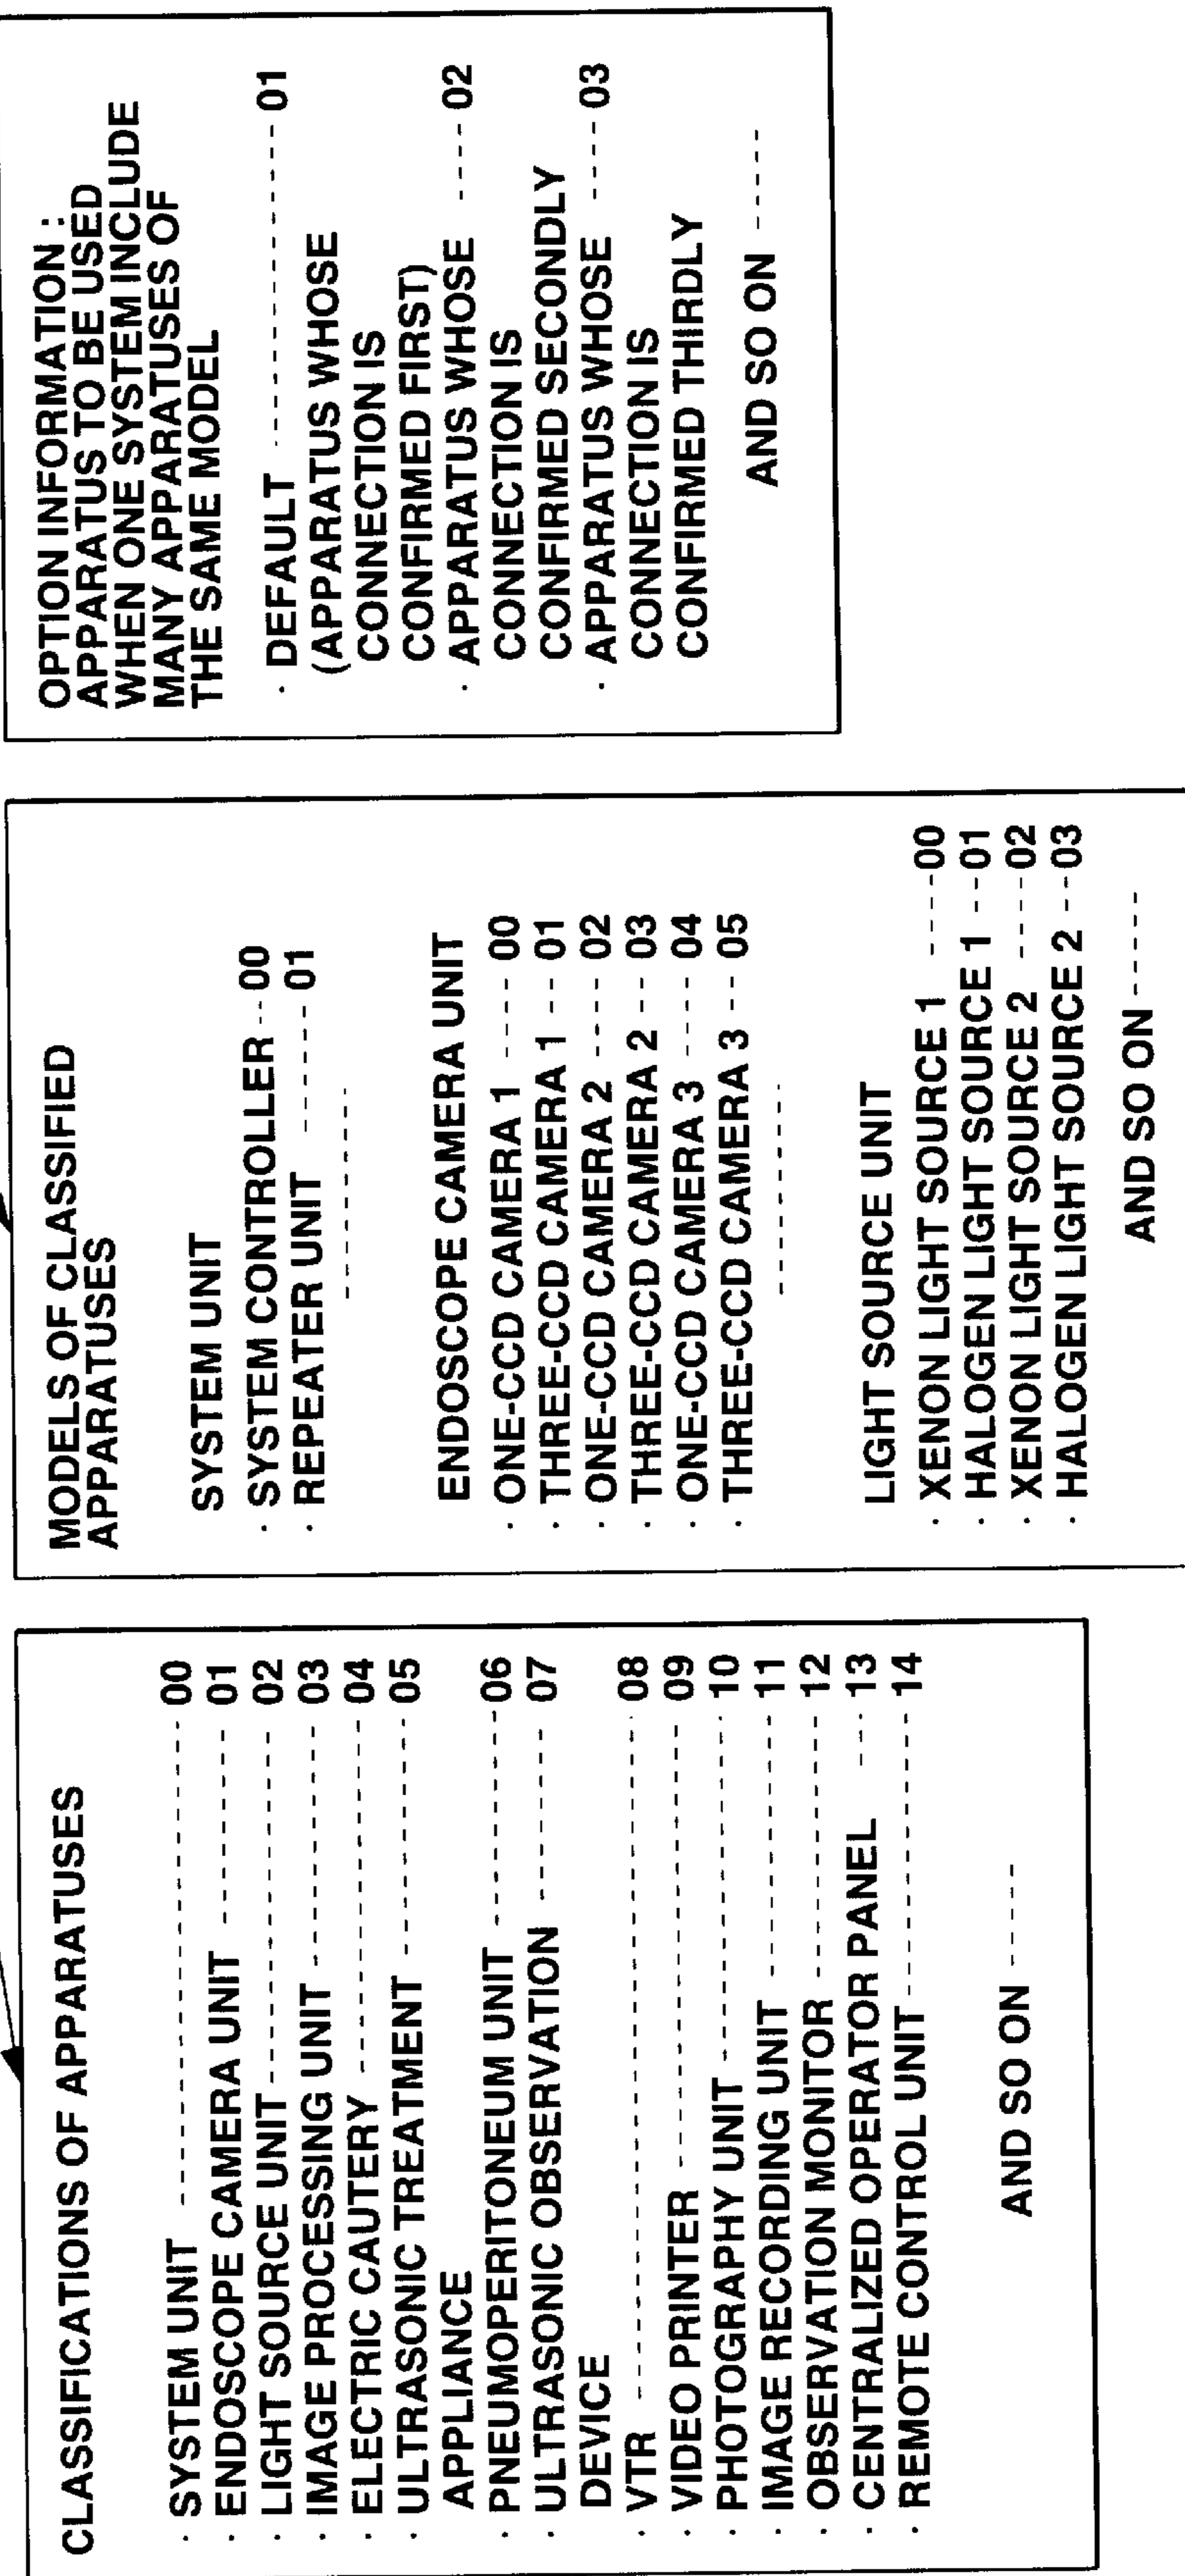 CLASSIFICATIONS OF APPARATUSES
· SYSTEM UNIT ---------- 00
· ENDOSCOPE CAMERA UNIT ---------- 01
· LIGHT SOURCE UNIT ---------- 02
· IMAGE PROCESSING UNIT ---------- 03
· ELECTRIC CAUTERY ---------- 04
· ULTRASONIC TREATMENT ---------- 05
APPLIANCE
· PNEUMOPERITONEUM UNIT ---------- 06
· ULTRASONIC OBSERVATION ---------- 07
DEVICE
· VTR ---------- 08
· VIDEO PRINTER ---------- 09
· PHOTOGRAPHY UNIT ---------- 10
· IMAGE RECORDING UNIT ---------- 11
· OBSERVATION MONITOR ---------- 12
· CENTRALIZED OPERATOR PANEL ---- 13
· REMOTE CONTROL UNIT ---------- 14
AND SO ON ------
MODELS OF CLASSIFIED
APPARATUSES
SYSTEM UNIT
· SYSTEM CONTROLLER --- 00
· REPEATER UNIT ------ 01
----------
ENDOSCOPE CAMERA UNIT
· ONE-CCD CAMERA 1 ----- 00
· THREE-CCD CAMERA 1 --- 01
· ONE-CCD CAMERA 2 ----- 02
· THREE-CCD CAMERA 2 --- 03
· ONE-CCD CAMERA 3 ----- 04
· THREE-CCD CAMERA 3 --- 05
----------
LIGHT SOURCE UNIT
· XENON LIGHT SOURCE 1 -----00
· HALOGEN LIGHT SOURCE 1 ---01
· XENON LIGHT SOURCE 2 -----02
· HALOGEN LIGHT SOURCE 2 ---03
AND SO ON ------
OPTION INFORMATION :
APPARATUS TO BE USED
WHEN ONE SYSTEM INCLUDE
MANY APPARATUSES OF
THE SAME MODEL
· DEFAULT ---------- 01
(APPARATUS WHOSE
CONNECTION IS
CONFIRMED FIRST)
· APPARATUS WHOSE ----- 02
CONNECTION IS
CONFIRMED SECONDLY
· APPARATUS WHOSE ----- 03
CONNECTION IS
CONFIRMED THIRDLY
AND SO ON ------